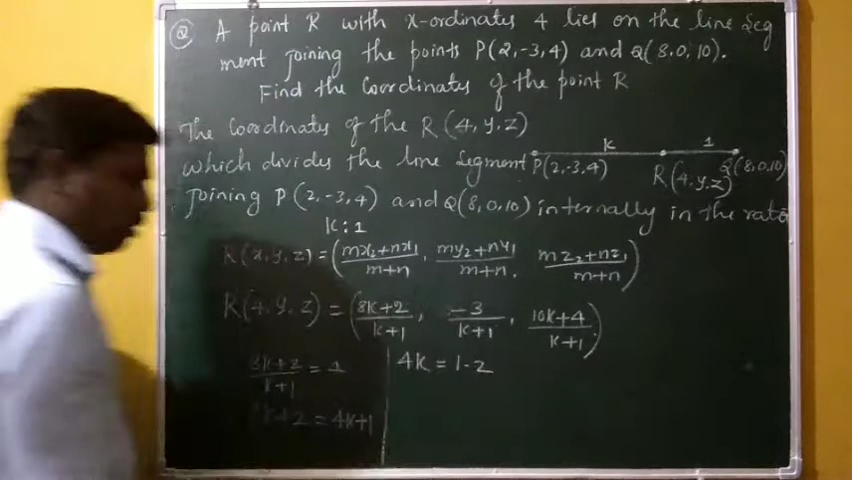 Q A point R with x-ordinates 4 lies on the line Seg
ment joining the points P(2,-3,4) and Q(8,0,10).
Find the Coordinates of the point R
The Coordinates of the R(4,y,z)
which divides the line Segment
k 1
P(2,-3,4) R(4,y,z) Q(8,0,10)
Joining P(2,-3,4) and Q(8,0,10) internally in the ratio
k:1
R(x,y,z) = (mx₂+nx₁/m+n, my₂+ny₁/m+n, mz₂+nz₁/m+n)
R(4,y,z) = (8k+2/k+1, -3/k+1, 10k+4/k+1)
8k+2/k+1 = 4k = 1-2
k+2 = 4k+1